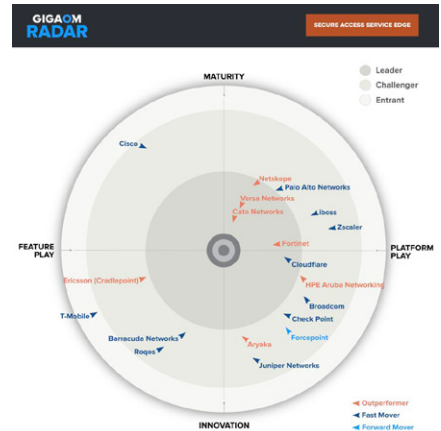 GIGAOM
RADAR
SECURE ACCESS SERVICE EDGE
Leader
Challenger
Entrant
MATURITY
Cisco
Netskope
Palo Alto Networks
Versa Networks
Cato Networks
iboss
Zscaler
Fortinet
FEATURE
PLAY
PLATFORM
PLAY
Cloudflare
Ericsson (Cradlepoint)
HPE Aruba Networking
Broadcom
T-Mobile
Check Point
Forcepoint
Barracuda Networks
Aryaka
Juniper Networks
INNOVATION
Outperformer
Fast Mover
Forward Mover